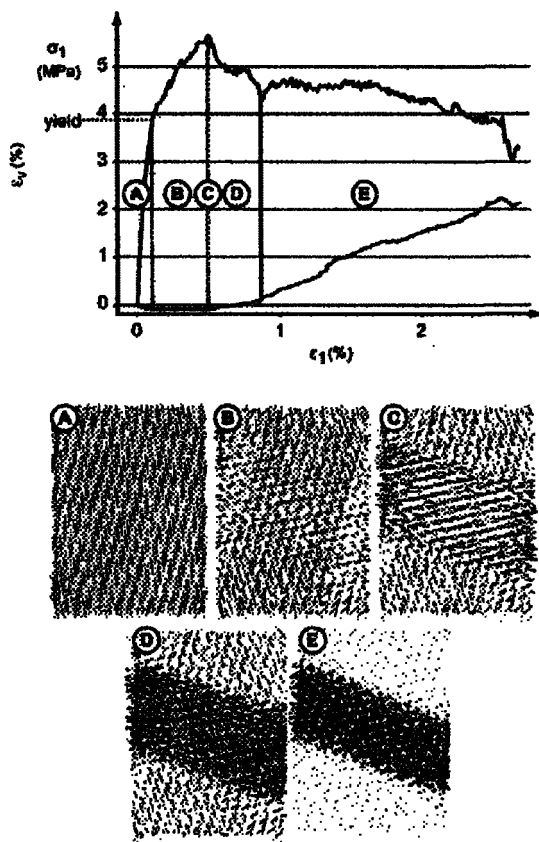 σ₁
(MPa)
5
yield
4
3
2
1
0
εᵥ(%)
A B C D E
0 1 2
ε₁(%)
A B C
D E